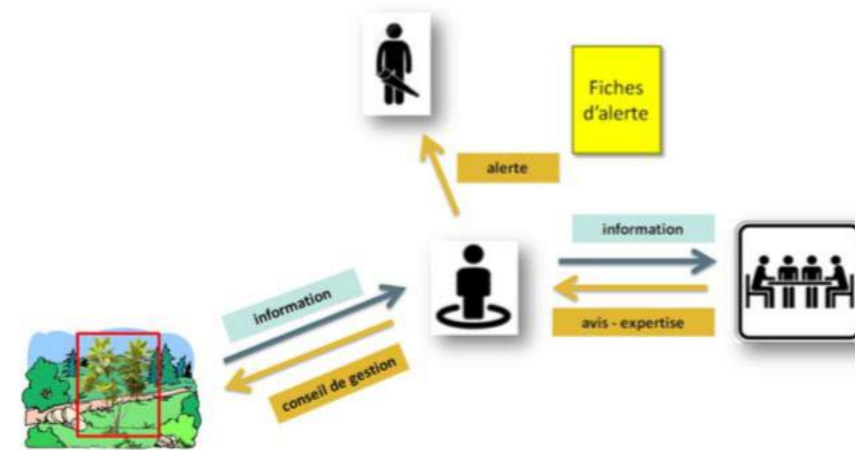 Fiches
d'alerte
alerte
information
information
avis - expertise
conseil de gestion